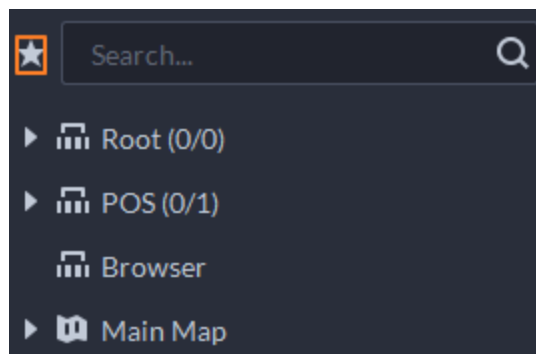 Search...
Root (0/0)
POS (0/1)
Browser
Main Map